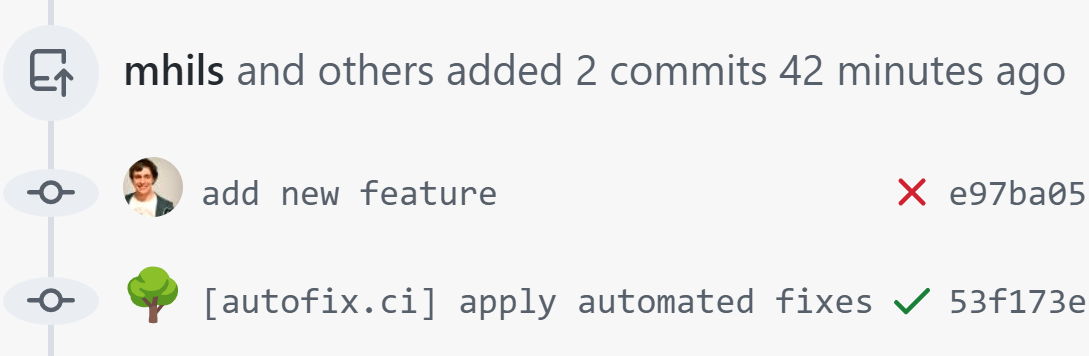 mhils and others added 2 commits 42 minutes ago
add new feature e97ba05
[autofix.ci] apply automated fixes 53f173e